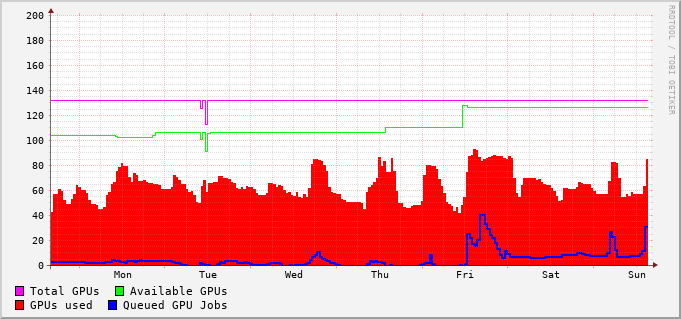 200
180
160
140
120
100
80
60
40
20
0
Mon Tue Wed Thu Fri Sat Sun
Total GPUs Available GPUs
GPUs used Queued GPU Jobs
RRDTOOL / TOBI OETIKER